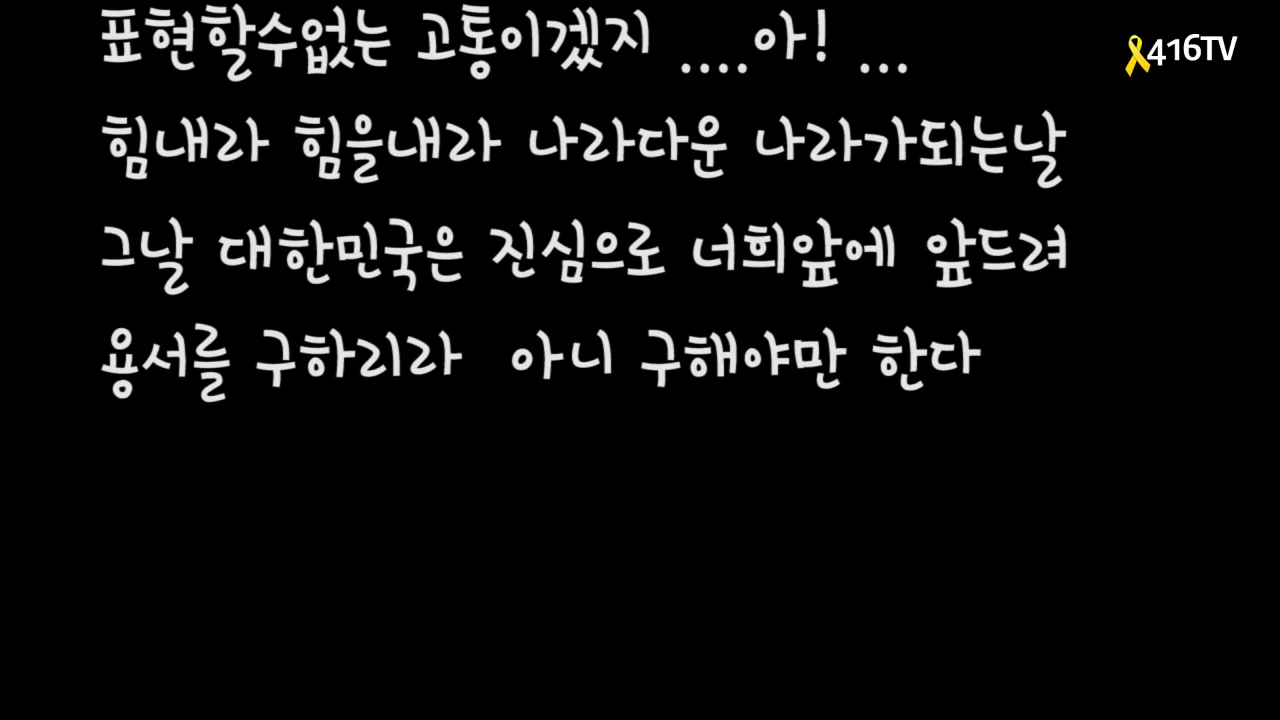 표현할수없는 고통이겠지 ....아! ...
416TV
힘내라 힘을내라 나라다운 나라가되는날
그날 대한민국은 진심으로 너희앞에 앞드려
용서를 구하리라 아니 구해야만 한다